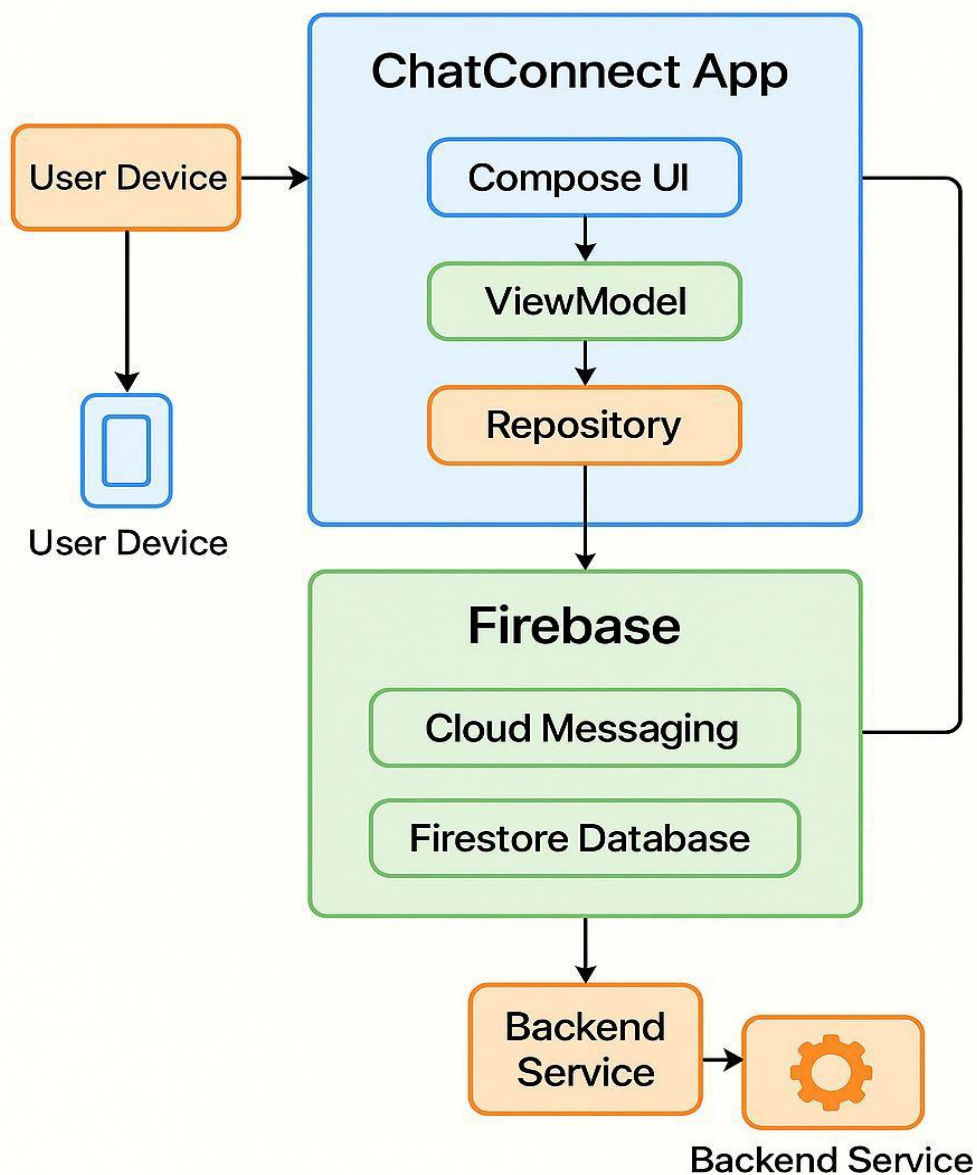 ChatConnect App
User Device
Compose UI
ViewModel
Repository
User Device
Firebase
Cloud Messaging
Firestore Database
Backend
Service
Backend Service